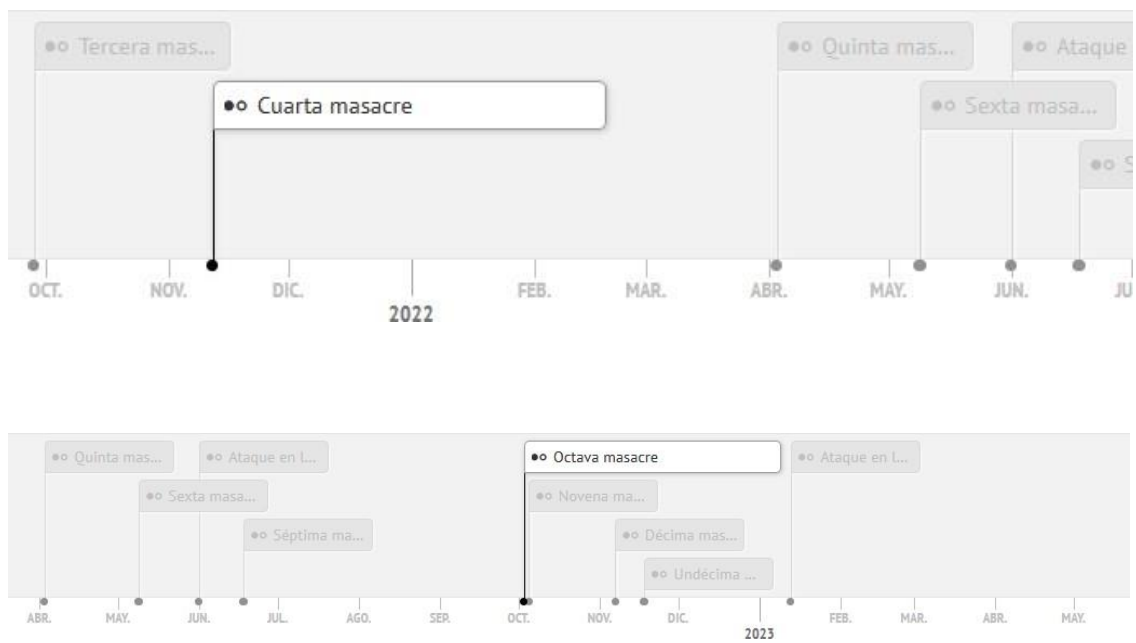 Tercera mas...
Quinta mas...
Ataque
Cuarta masacre
Sexta masa...
S
OCT.
NOV.
DIC.
2022
FEB.
MAR.
ABR.
MAY.
JUN.
JU
Quinta mas...
Ataque en l...
Octava masacre
Ataque en l...
Sexta masa...
Novena ma...
Séptima ma...
Décima mas...
Undécima ...
ABR.
MAY.
JUN.
JUL.
AGO.
SEP.
OCT.
NOV.
DIC.
2023
FEB.
MAR.
ABR.
MAY.